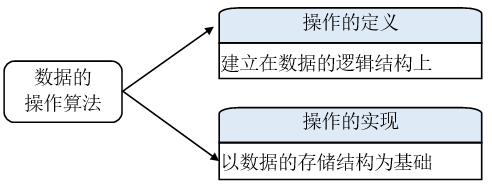 数据的
操作算法
操作的定义
建立在数据的逻辑结构上
操作的实现
以数据的存储结构为基础